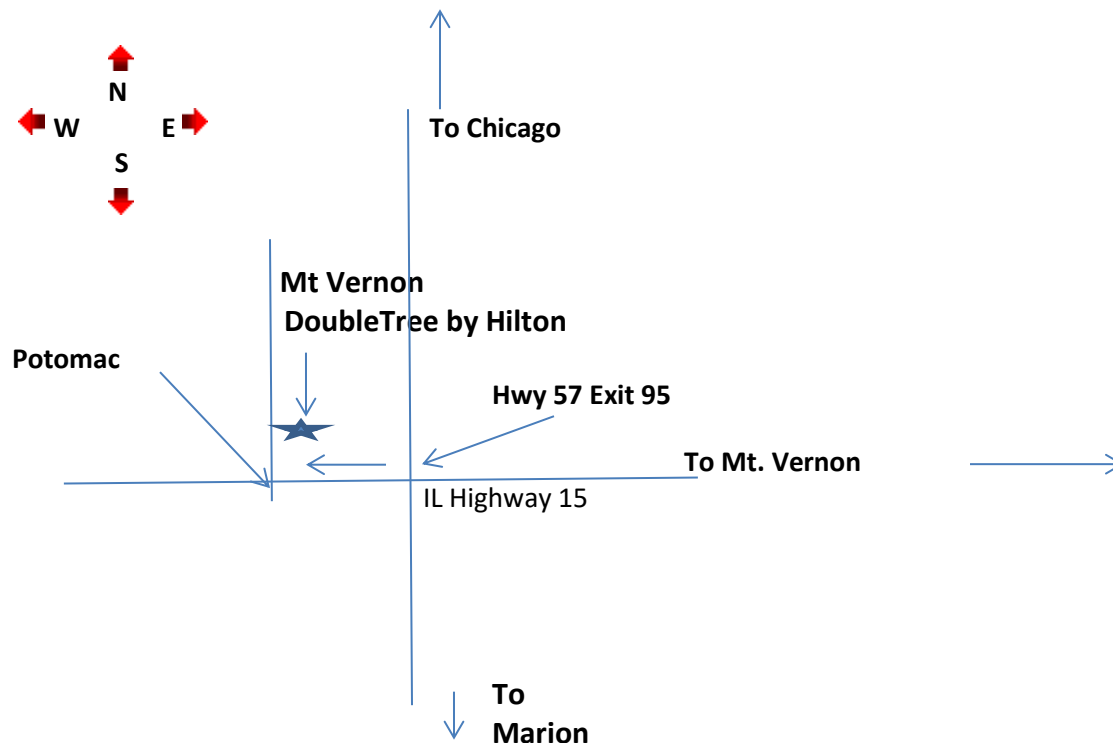 N
W E
S
To Chicago
Mt Vernon
DoubleTree by Hilton
Potomac
Hwy 57 Exit 95
To Mt. Vernon
IL Highway 15
To
Marion